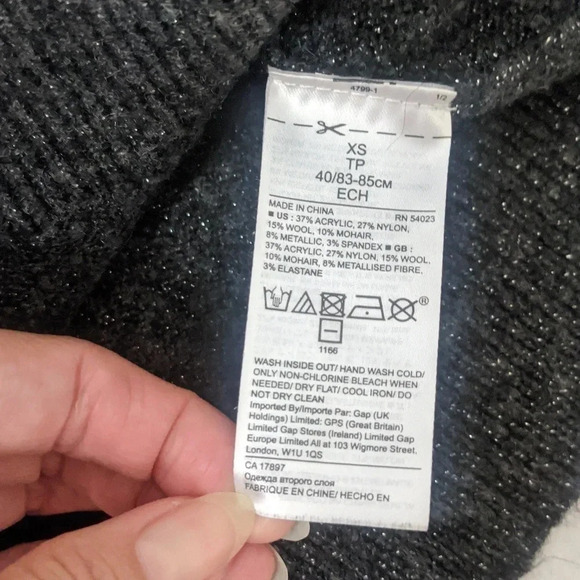 4799-1 1/2
XS
TP
40/83-85CM
ECH
MADE IN CHINA RN 54023
■ US : 37% ACRYLIC, 27% NYLON,
15% WOOL, 10% MOHAIR,
8% METALLIC, 3% SPANDEX ■ GB :
37% ACRYLIC, 27% NYLON, 15% WOOL,
10% MOHAIR, 8% METALLISED FIBRE,
3% ELASTANE
®
1166
WASH INSIDE OUT/ HAND WASH COLD/
ONLY NON-CHLORINE BLEACH WHEN
NEEDED/ DRY FLAT/ COOL IRON/ DO
NOT DRY CLEAN
Imported By/Importe Par: Gap (UK
Holdings) Limited: GPS (Great Britain)
Limited Gap Stores (Ireland) Limited Gap
Europe Limited All at 103 Wigmore Street.
London, W1U 1QS
CA 17897
Одежда второго слоя
FABRIQUE EN CHINE/ HECHO EN